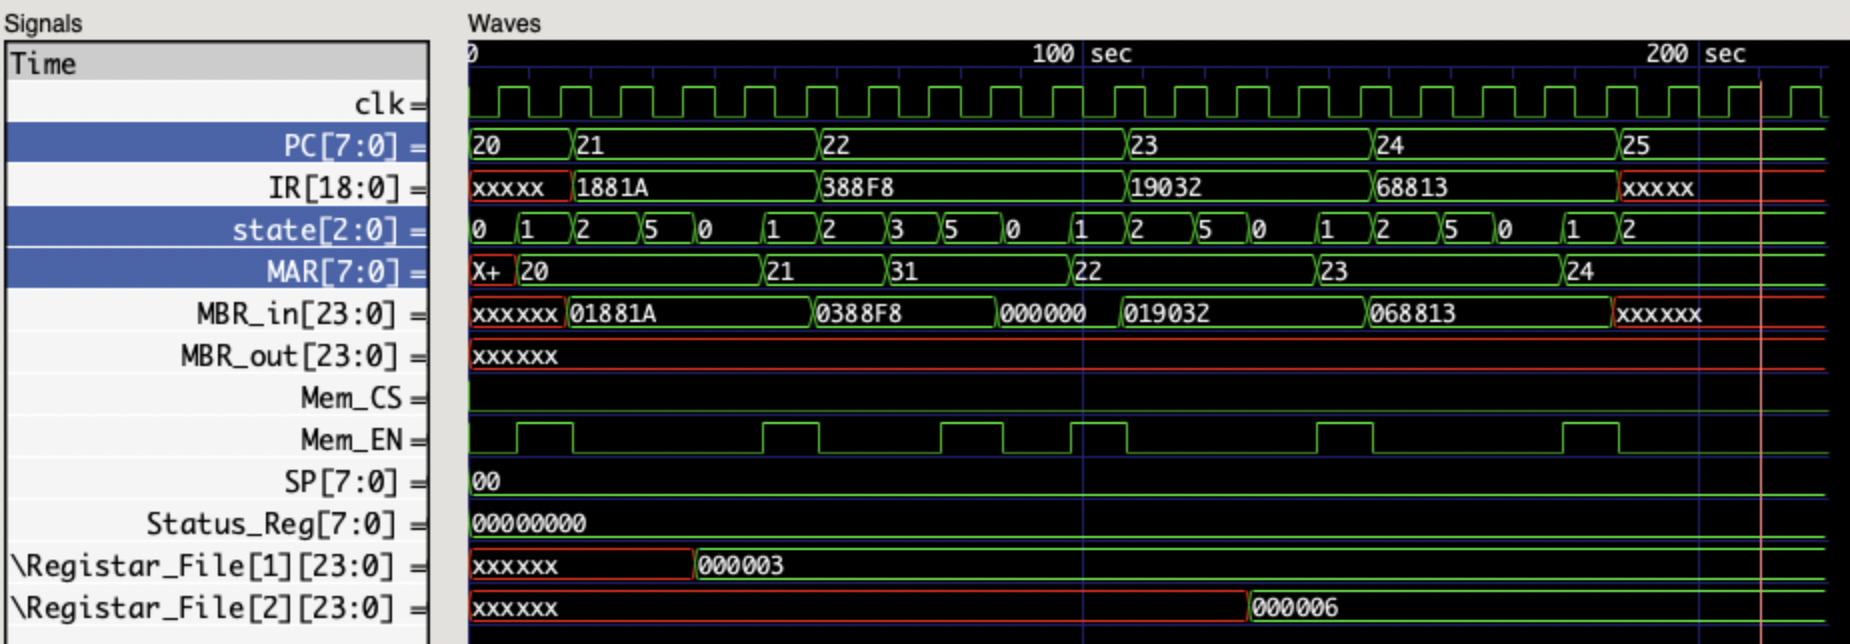 Signals Waves
Time 0 100 sec 200 sec
clk=
PC[7:0] = 20 21 22 23 24 25
IR[18:0]= xxxxx 1881A 388F8 19032 68813 xxxxx
state[2:0] = 0 1 2 5 0 1 2 3 5 0 1 2 5 0 1 2 5 0 1 2
MAR[7:0] = X+ 20 21 31 22 23 24
MBR_in[23:0] = xxxxxx 01881A 0388F8 000000 019032 068813 xxxxxx
MBR_out[23:0] = xxxxxx
Mem_CS =
Mem_EN=
SP[7:0] = 00
Status_Reg[7:0] = 00000000
\Registar_File[1][23:0] = xxxxxx 000003
\Registar_File[2][23:0] = xxxxxx 000006